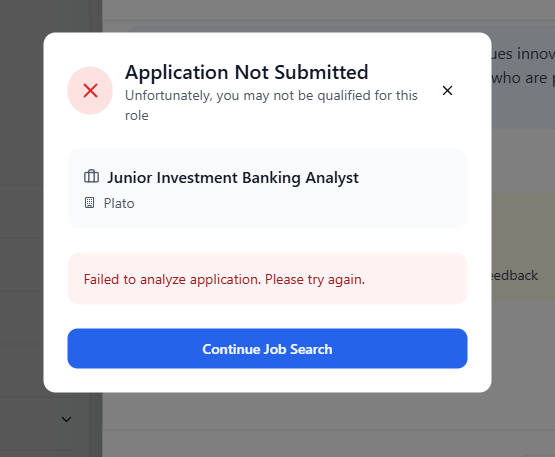 ues innov
Application Not Submitted
who are p
Unfortunately, you may not be qualified for this
role
Junior Investment Banking Analyst
Plato
Failed to analyze application. Please try again.
eedback
Continue Job Search